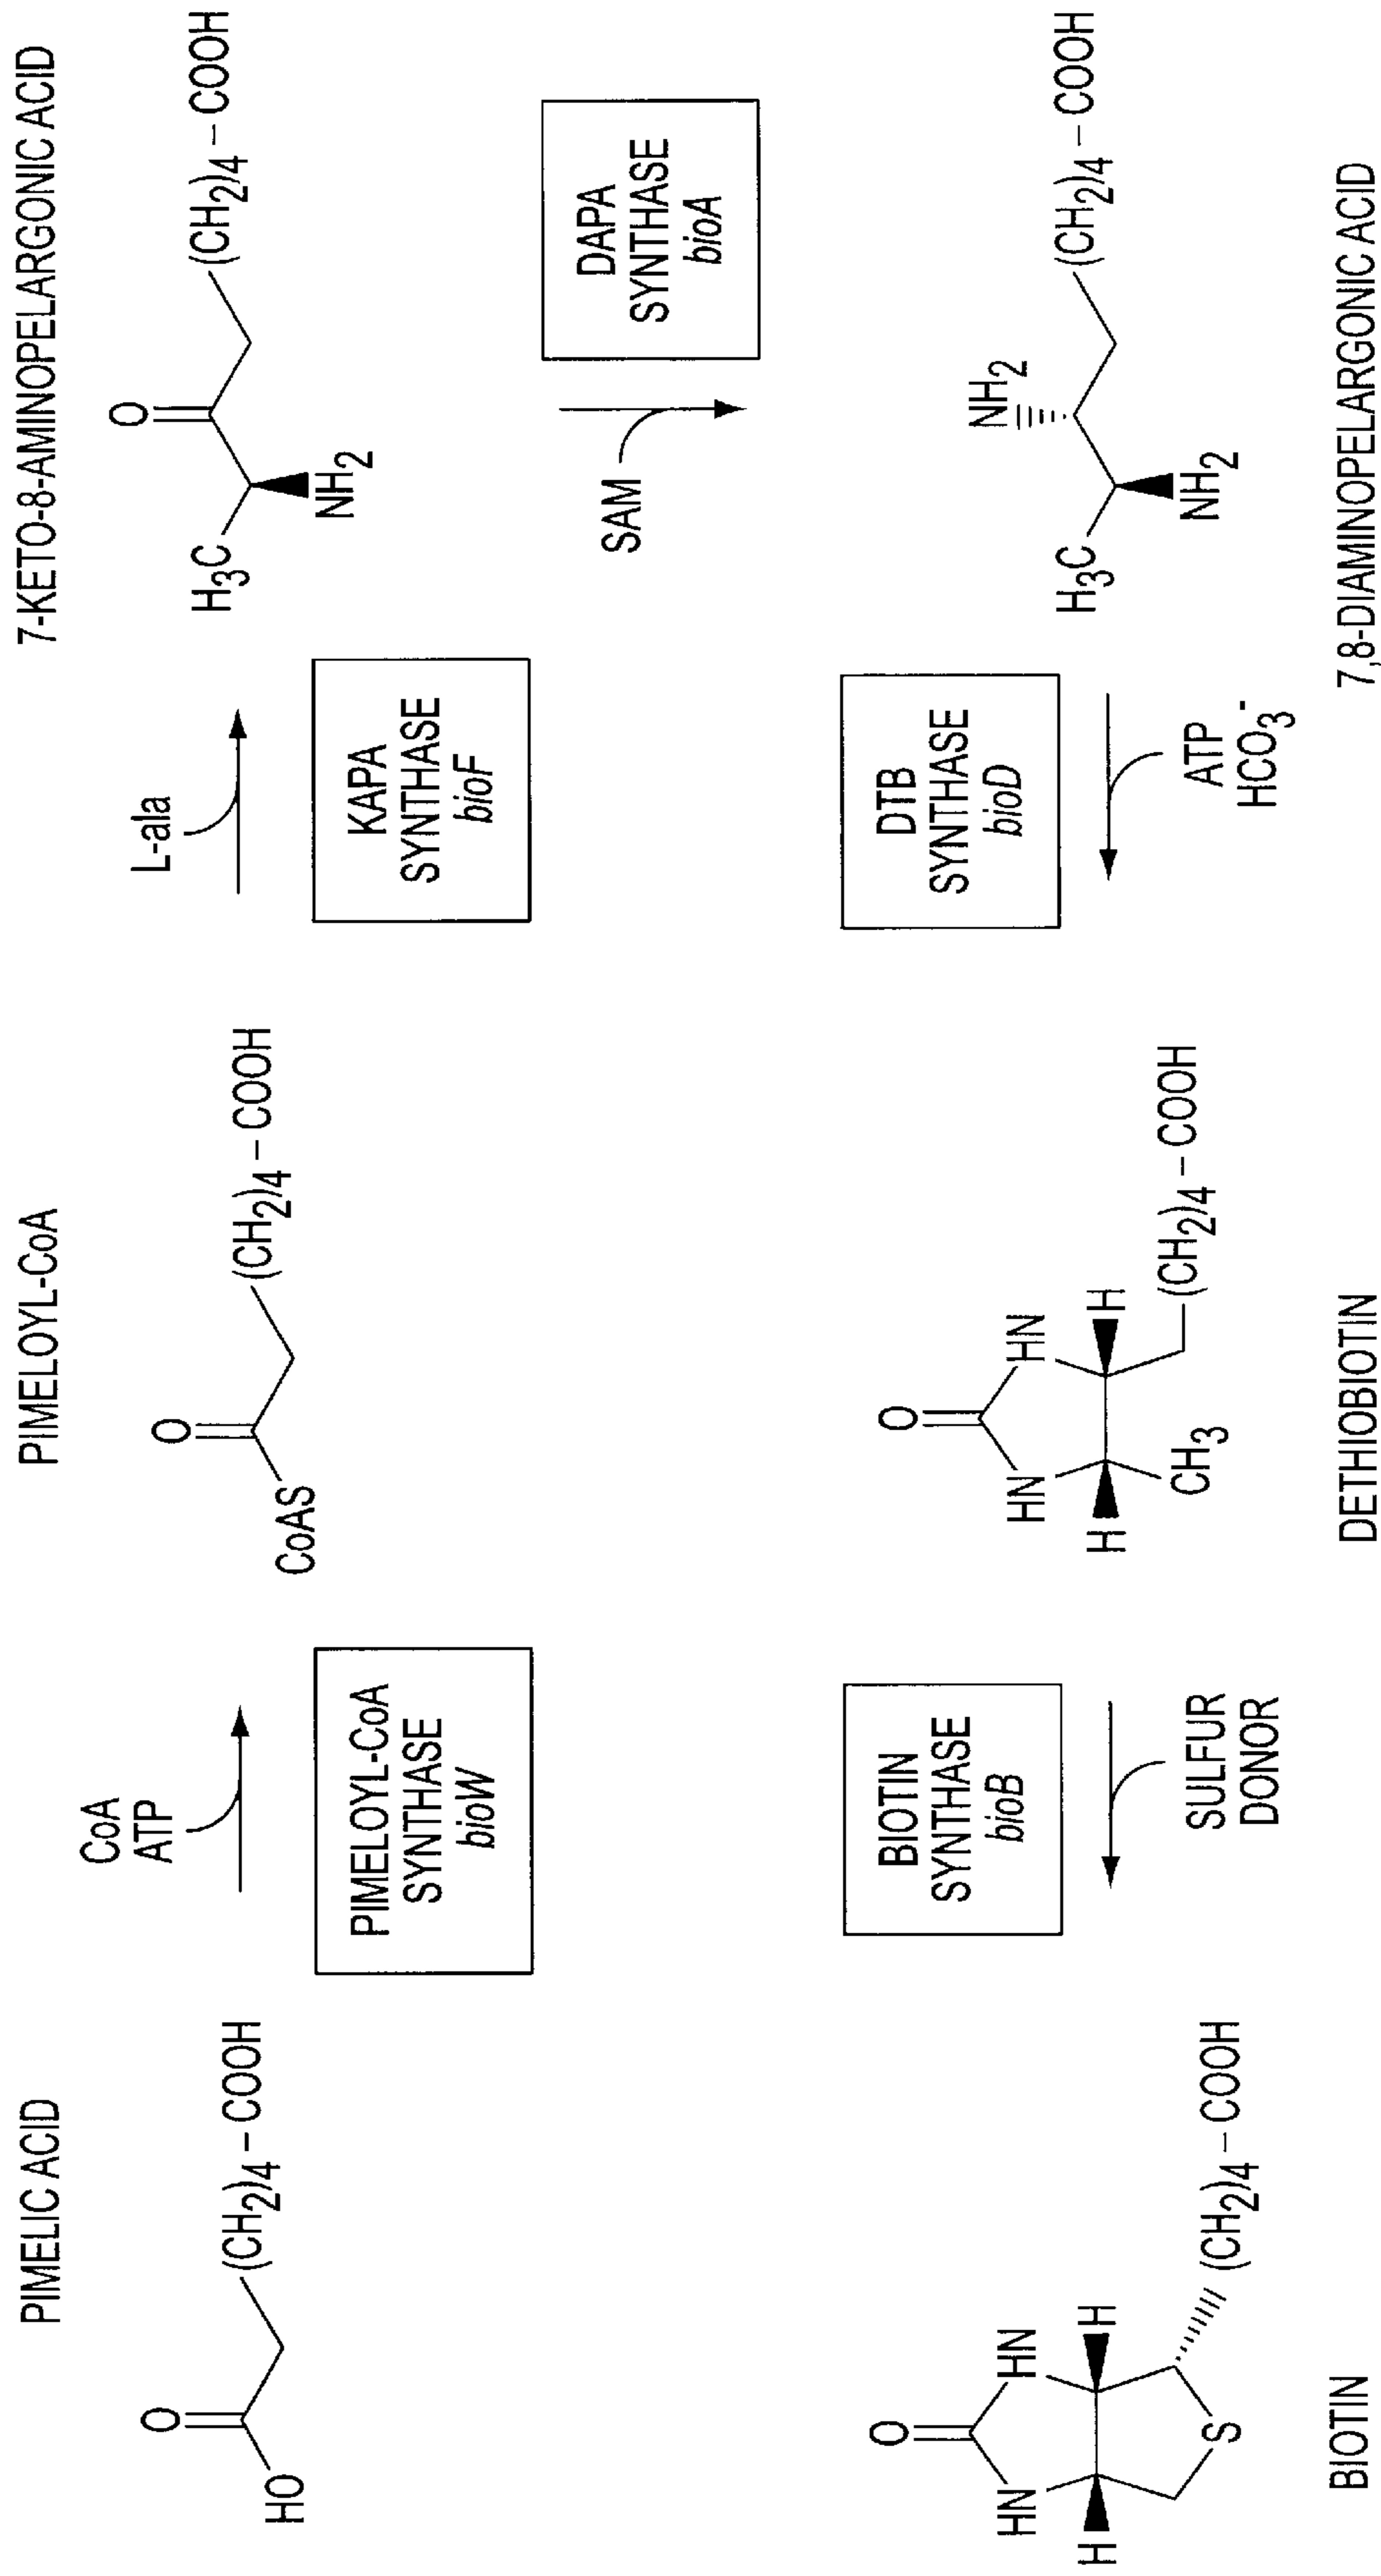 PIMELIC ACID
O
HO
(CH2)4 – COOH
CoA
ATP
PIMELOYL-CoA
SYNTHASE
bioW
PIMELOYL-CoA
O
CoAS
(CH2)4 – COOH
L-ala
KAPA
SYNTHASE
bioF
7-KETO-8-AMINOPELARGONIC ACID
O
H3C
NH2
(CH2)4 – COOH
SAM
DAPA
SYNTHASE
bioA
NH2
H3C
NH2
(CH2)4 – COOH
7,8-DIAMINOPELARGONIC ACID
DTB
SYNTHASE
bioD
ATP
HCO3-
O
HN HN
H H
CH3
(CH2)4 – COOH
DETHIOBIOTIN
BIOTIN
SYNTHASE
bioB
SULFUR
DONOR
O
HN HN
H H
S
(CH2)4 – COOH
BIOTIN